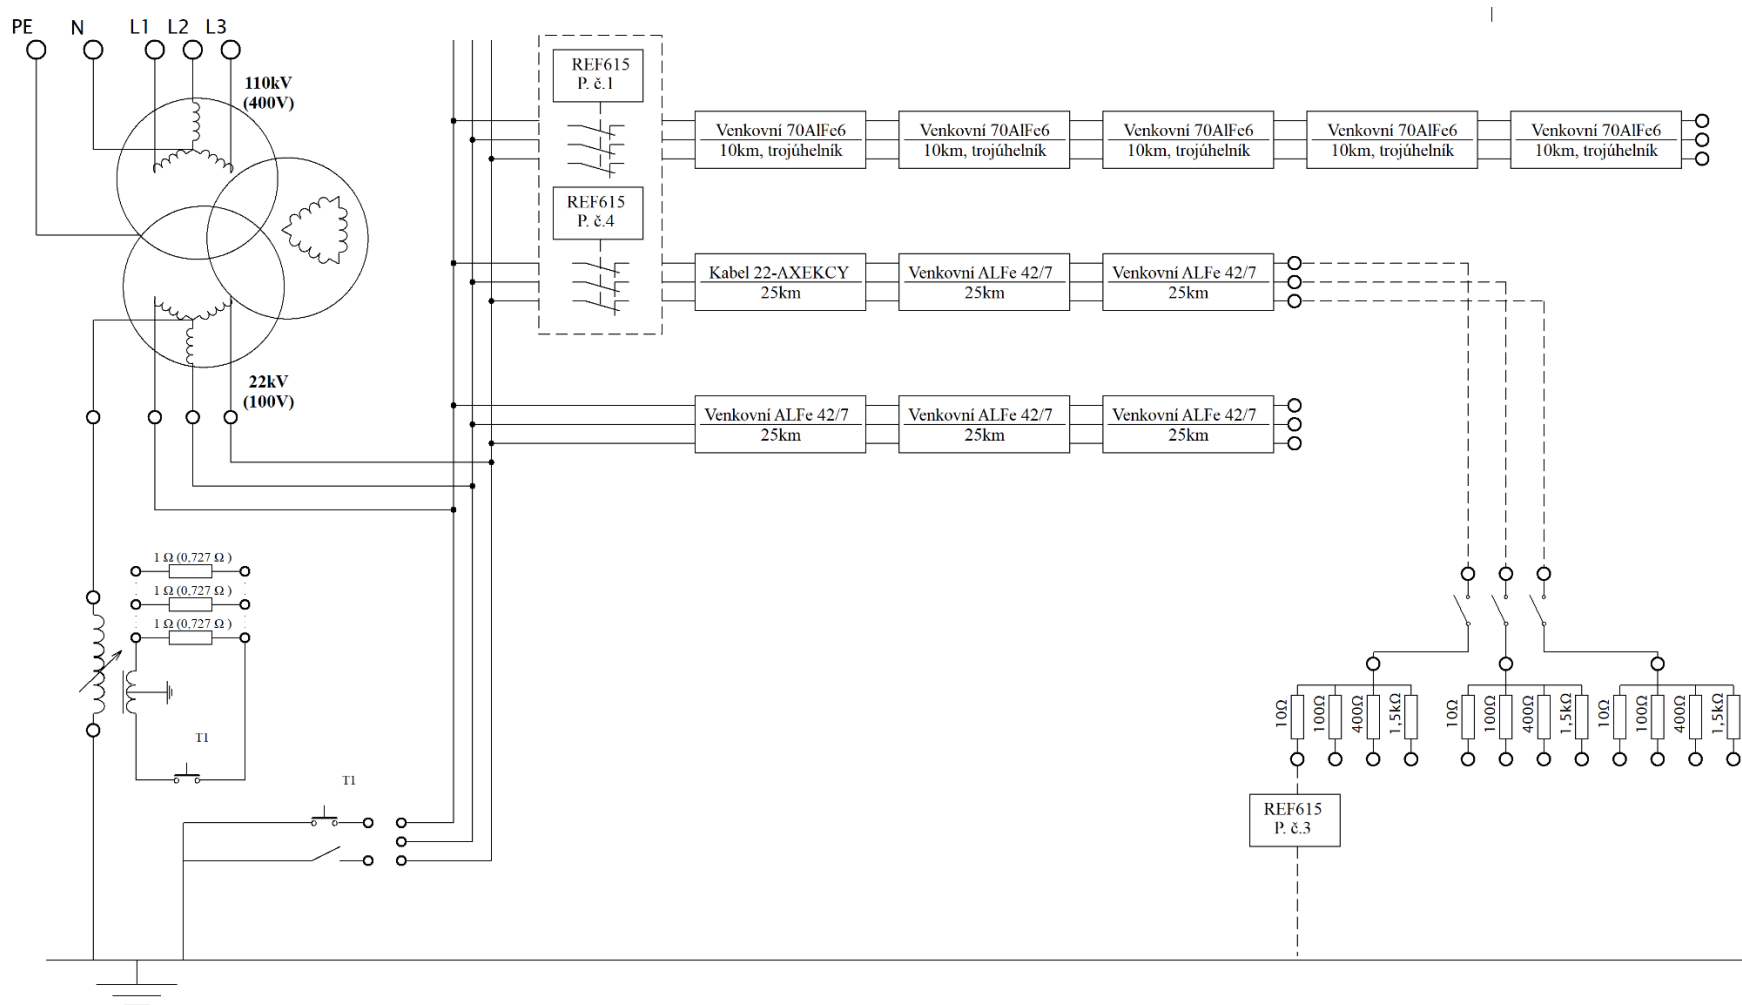 PE N L1 L2 L3
110kV
(400V)
22kV
(100V)
REF615
P. č.1
Venkovní 70AlFe6
10km, trojúhelník
Venkovní 70AlFe6
10km, trojúhelník
Venkovní 70AlFe6
10km, trojúhelník
Venkovní 70AlFe6
10km, trojúhelník
Venkovní 70AlFe6
10km, trojúhelník
REF615
P. č.4
Kabel 22-AXEKCY
25km
Venkovní ALFe 42/7
25km
Venkovní ALFe 42/7
25km
Venkovní ALFe 42/7
25km
Venkovní ALFe 42/7
25km
Venkovní ALFe 42/7
25km
1 Ω (0,727 Ω )
1 Ω (0,727 Ω )
1 Ω (0,727 Ω )
T1
T1
10Ω
100Ω
400Ω
1,5kΩ
10Ω
100Ω
400Ω
1,5kΩ
10Ω
100Ω
400Ω
1,5kΩ
REF615
P. č.3